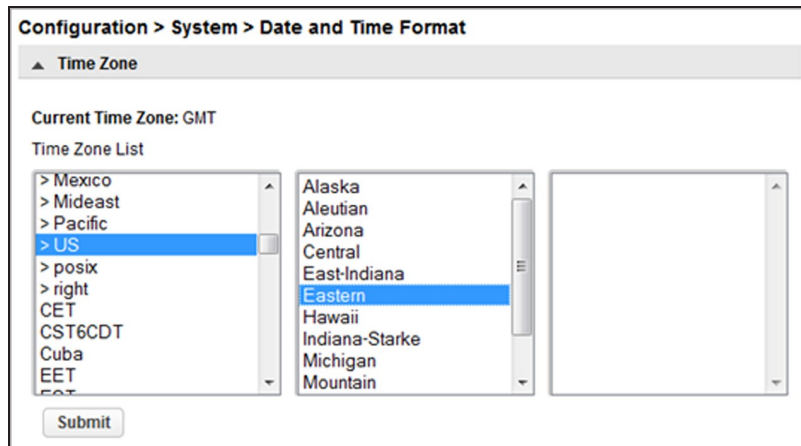 Configuration > System > Date and Time Format
Time Zone
Current Time Zone: GMT
Time Zone List
> Mexico
> Mideast
> Pacific
> US
> posix
> right
CET
CST6CDT
Cuba
EET
EST
Alaska
Aleutian
Arizona
Central
East-Indiana
Eastern
Hawaii
Indiana-Starke
Michigan
Mountain
Submit